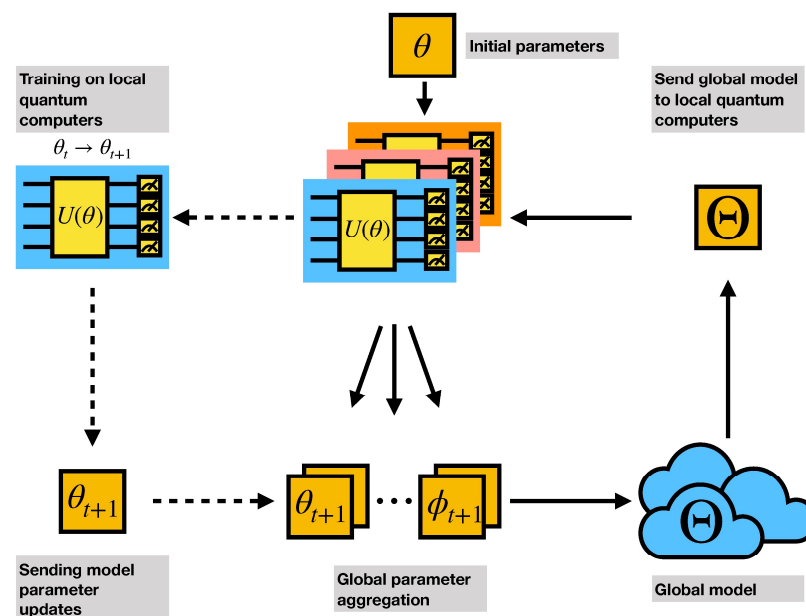 θ
Initial parameters
Training on local
quantum
computers
θt → θt+1
U(θ)
U(θ)
Send global model
to local quantum
computers
Θ
θt+1
θt+1
...
ϕt+1
Θ
Sending model
parameter
updates
Global parameter
aggregation
Global model